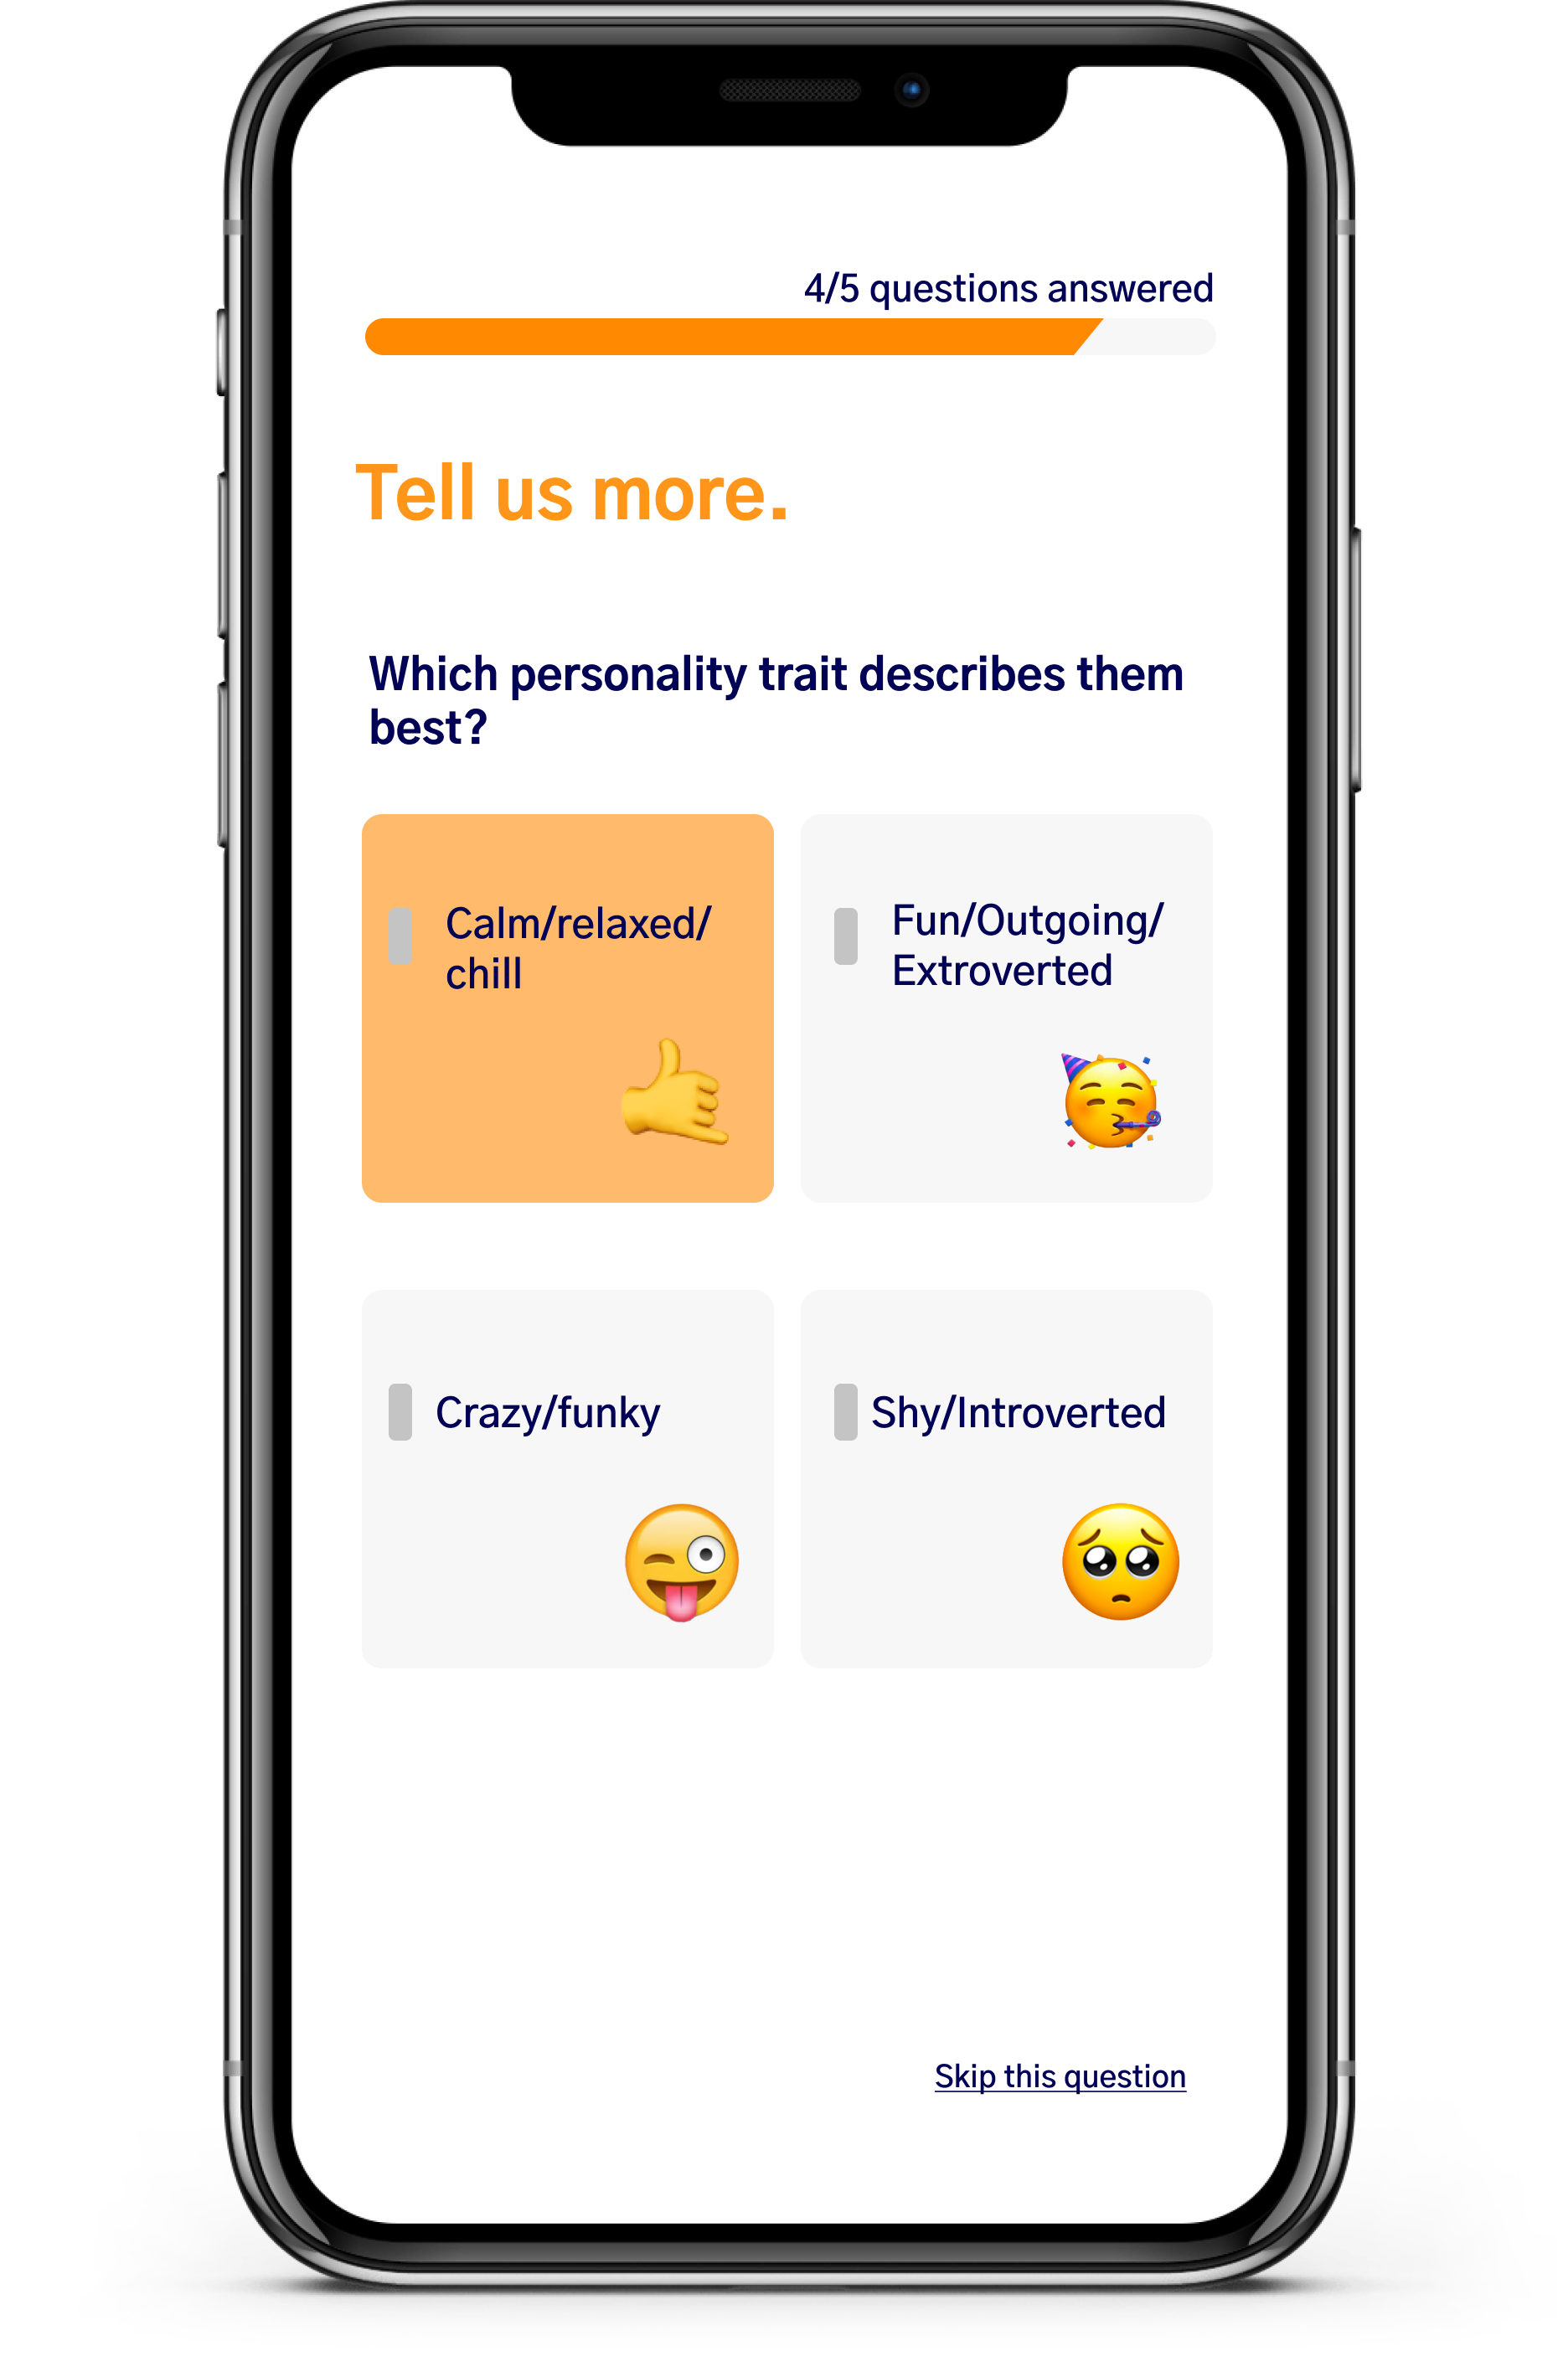 4/5 questions answered
Tell us more.
Which personality trait describes them
best?
Calm/relaxed/
chill
Fun/Outgoing/
Extroverted
Crazy/funky
Shy/Introverted
Skip this question